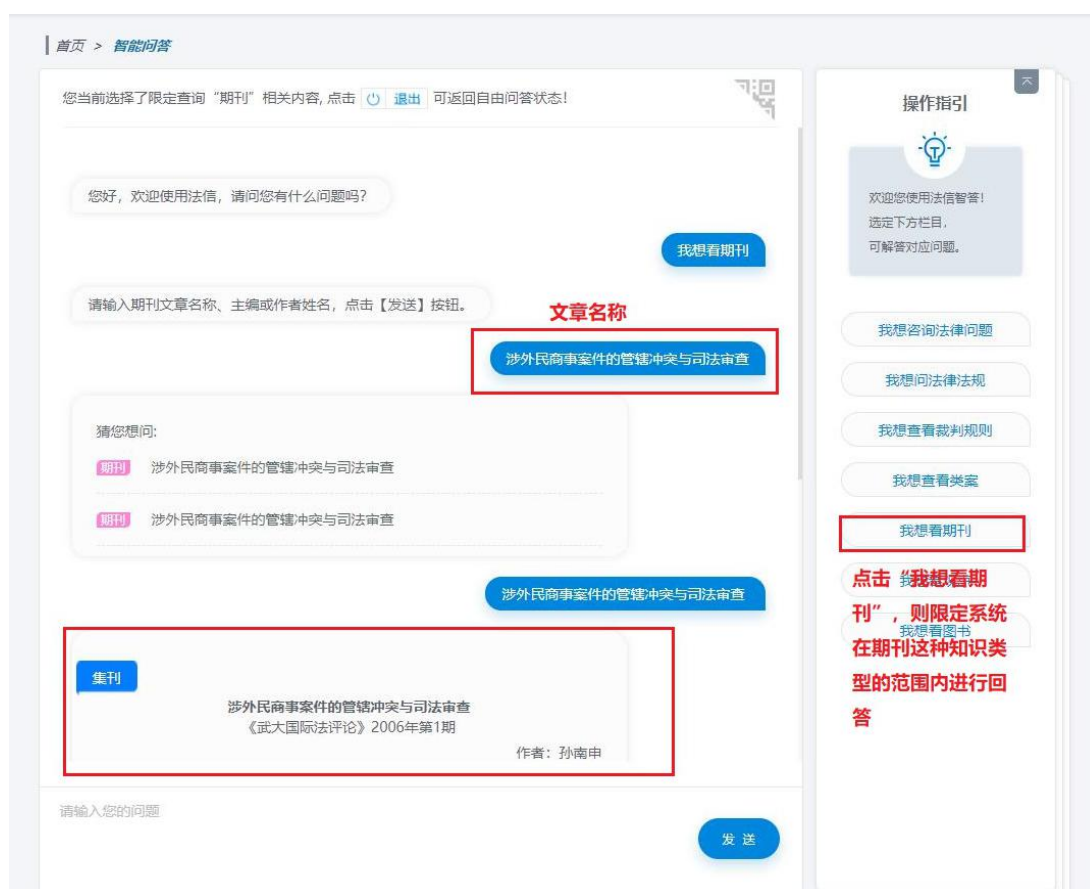 首页 > 智能问答
您当前选择了限定查询“期刊”相关内容, 点击 退出 可返回自由问答状态!
您好，欢迎使用法信，请问您有什么问题吗?
我想看期刊
请输入期刊文章名称、主编或作者姓名，点击【发送】按钮。
文章名称
涉外民商事案件的管辖冲突与司法审查
猜您想问:
期刊 涉外民商事案件的管辖冲突与司法审查
期刊 涉外民商事案件的管辖冲突与司法审查
涉外民商事案件的管辖冲突与司法审查
集刊
涉外民商事案件的管辖冲突与司法审查
《武大国际法评论》2006年第1期
作者：孙南申
请输入您的问题
发 送
操作指引
欢迎您使用法信智答!
选定下方栏目,
可解答对应问题。
我想咨询法律问题
我想问法律法规
我想查看裁判规则
我想查看类案
我想看期刊
点击“我想看期
刊”，则限定系统
我想看图书
在期刊这种知识类
型的范围内进行回
答